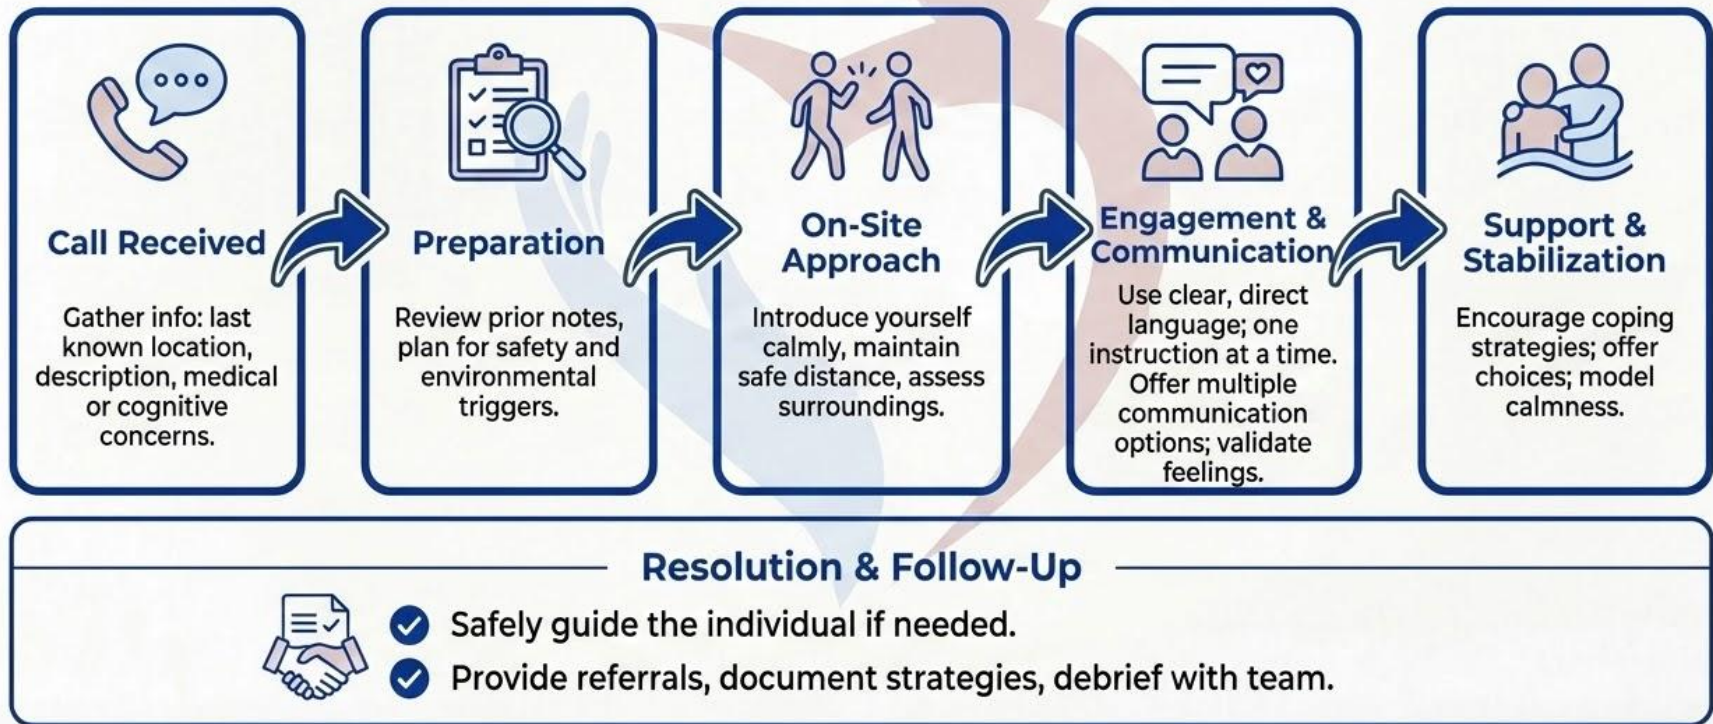 Call Received
Gather info: last
known location,
description, medical
or cognitive
concerns.
Preparation
Review prior notes,
plan for safety and
environmental
triggers.
On-Site
Approach
Introduce yourself
calmly, maintain
safe distance, assess
surroundings.
Engagement &
Communication
Use clear, direct
language; one
instruction at a time.
Offer multiple
communication
options; validate
feelings.
Support &
Stabilization
Encourage coping
strategies; offer
choices; model
calmness.
Resolution & Follow-Up
Safely guide the individual if needed.
Provide referrals, document strategies, debrief with team.